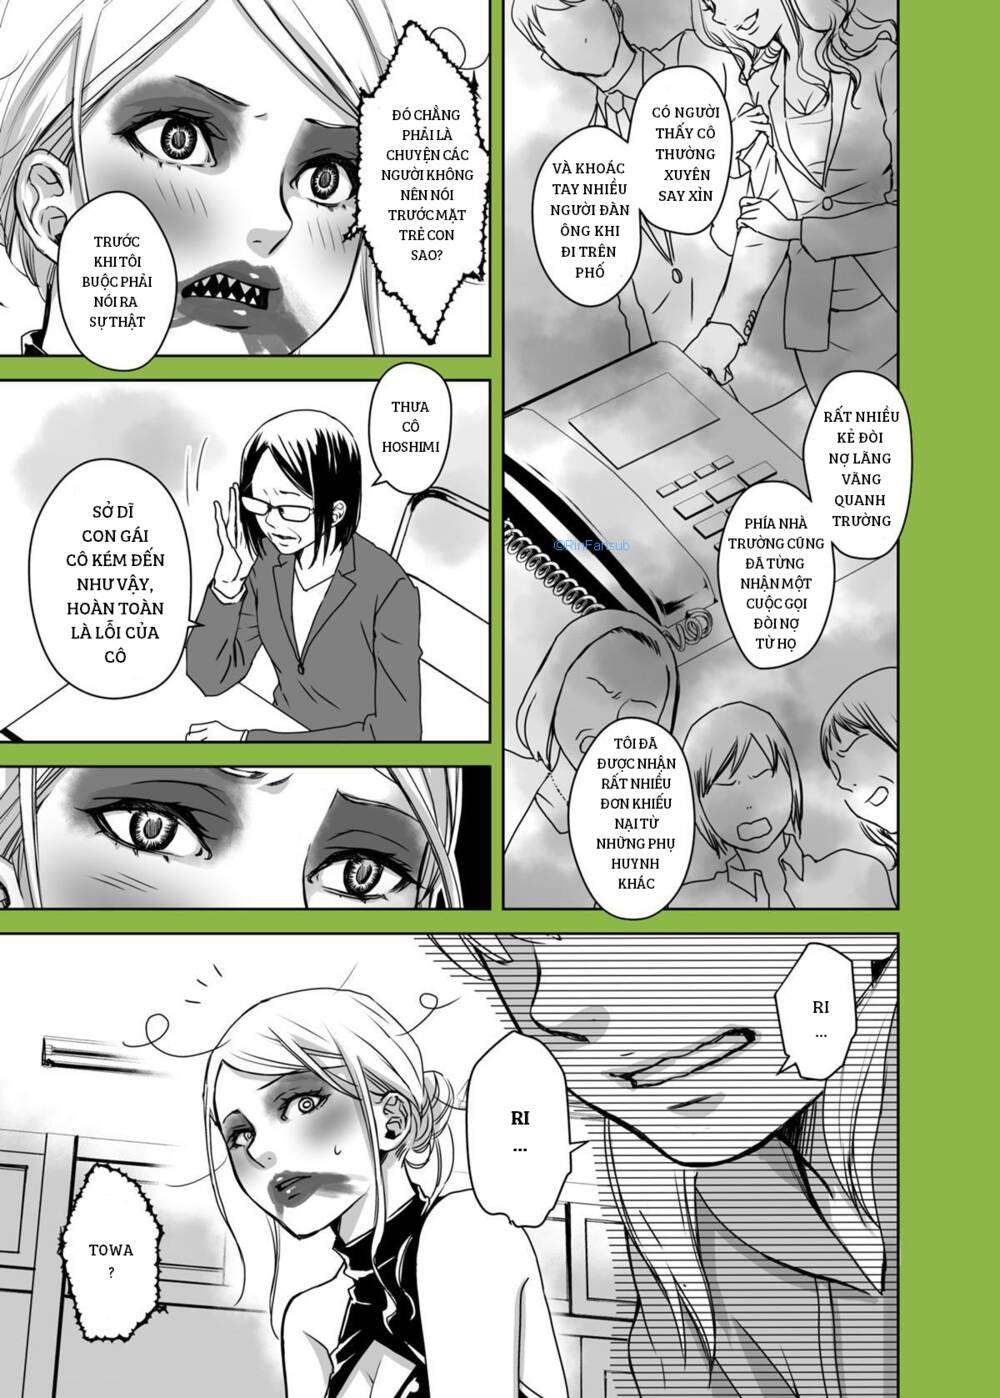 CÓ NGƯỜI
THẤY CÔ
THƯỜNG
XUYÊN
SAY XỈN
VÀ KHOÁC
TAY NHIỀU
NGƯỜI ĐÀN
ÔNG KHI
ĐI TRÊN
PHỐ
RẤT NHIỀU
KẺ ĐÒI
NỢ LẢNG
VẢNG
QUANH
TRƯỜNG
PHÍA NHÀ
TRƯỜNG CŨNG
ĐÃ TỪNG
NHẬN MỘT
CUỘC GỌI
ĐÒI NỢ
TỪ HỌ
©RinFansub
TÔI ĐÃ
ĐƯỢC NHẬN
RẤT NHIỀU
ĐƠN KHIẾU
NẠI TỪ
NHỮNG PHỤ
HUYNH
KHÁC
ĐÓ CHẲNG
PHẢI LÀ
CHUYỆN CÁC
NGƯỜI KHÔNG
NÊN NÓI
TRƯỚC MẶT
TRẺ CON
SAO?
TRƯỚC
KHI TÔI
BUỘC PHẢI
NÓI RA
SỰ THẬT
THƯA
CÔ
HOSHIMI
SỞ DĨ
CON GÁI
CÔ KÉM ĐẾN
NHƯ VẬY,
HOÀN TOÀN
LÀ LỖI CỦA
CÔ
RI
...
RI
...
TOWA
?